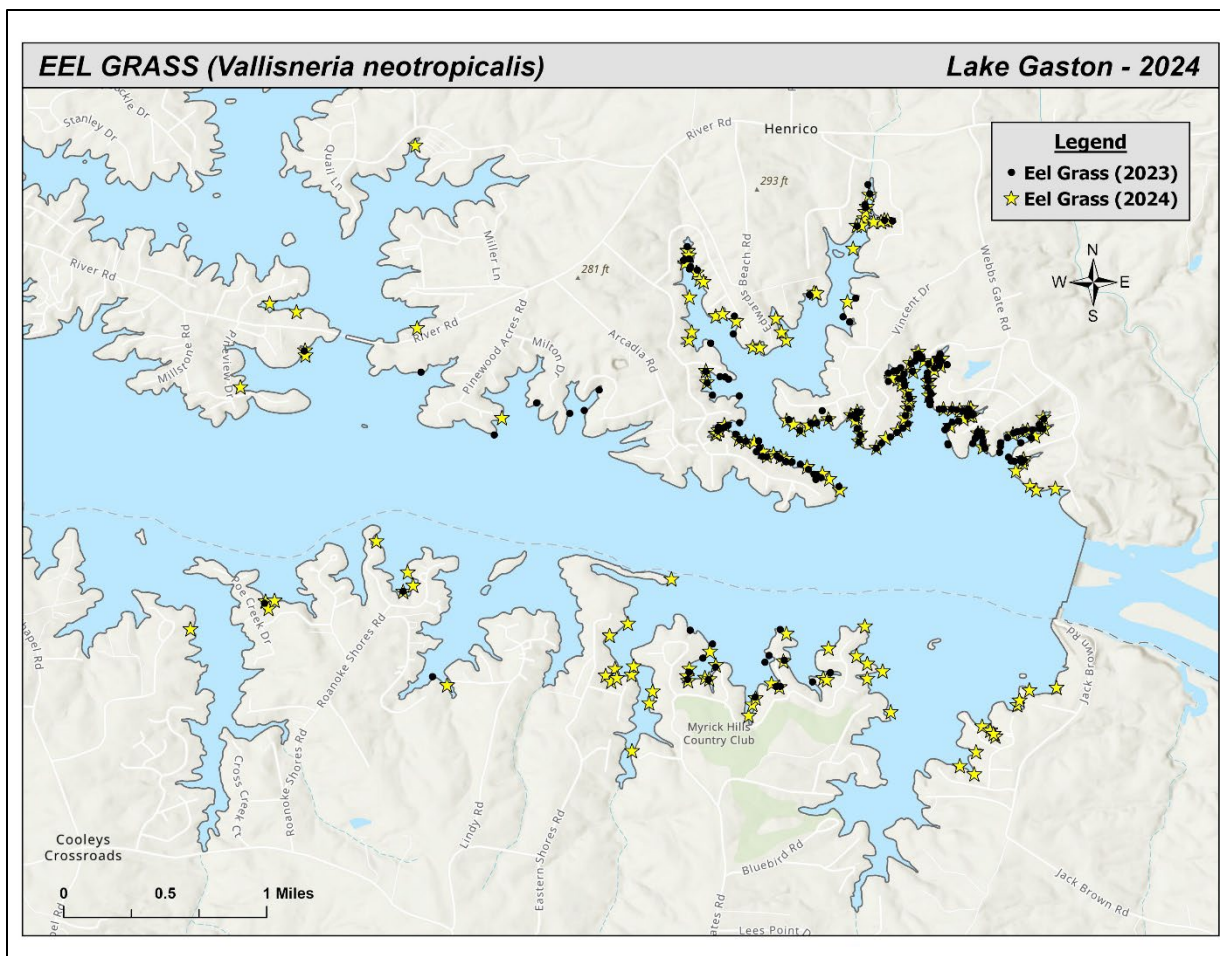 EEL GRASS (Vallisneria neotropicalis)
Lake Gaston - 2024
Stanley Dr
Quail Ln
River Rd
Henrico
Legend
Eel Grass (2023)
Eel Grass (2024)
293 ft
Miller Ln
281 ft
Edwards Beach Rd
Webbs Gate Rd
N
W
E
S
River Rd
River Rd
Vincent Dr
Millstone Rd
Pineview Dr
Pinewood Acres Rd
Milton Dr
Arcadia Rd
Poe Creek Dr
Roanoke Shores Rd
Jack Brown Rd
Myrick Hills
Country Club
Cross Creek Ct
Roanoke Shores Rd
Lindy Rd
Eastern Shores Rd
Cooleys
Crossroads
Bluebird Rd
Jack Brown Rd
0 0.5 1 Miles
Lees Point D